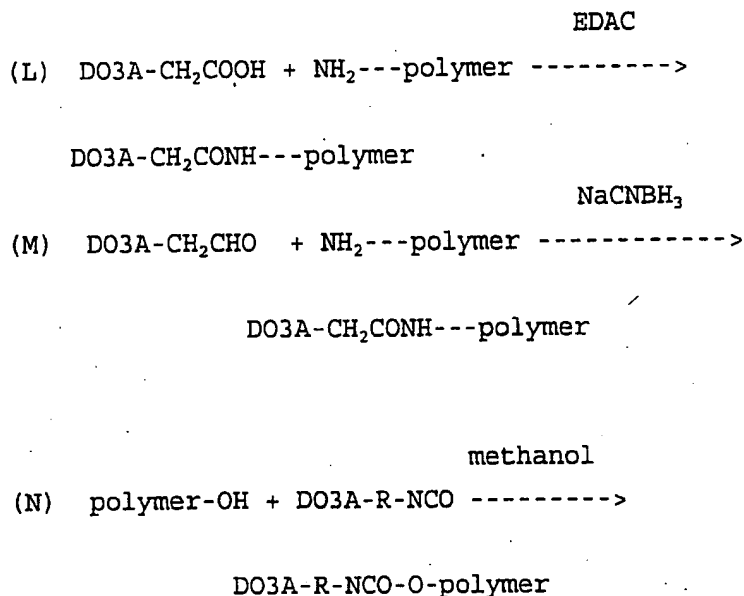 EDAC
(L) DO3A-CH₂COOH + NH₂---polymer --------->
DO3A-CH₂CONH---polymer
NaCNBH₃
(M) DO3A-CH₂CHO + NH₂---polymer ------------>
DO3A-CH₂CONH---polymer
methanol
(N) polymer-OH + DO3A-R-NCO --------->
DO3A-R-NCO-O-polymer